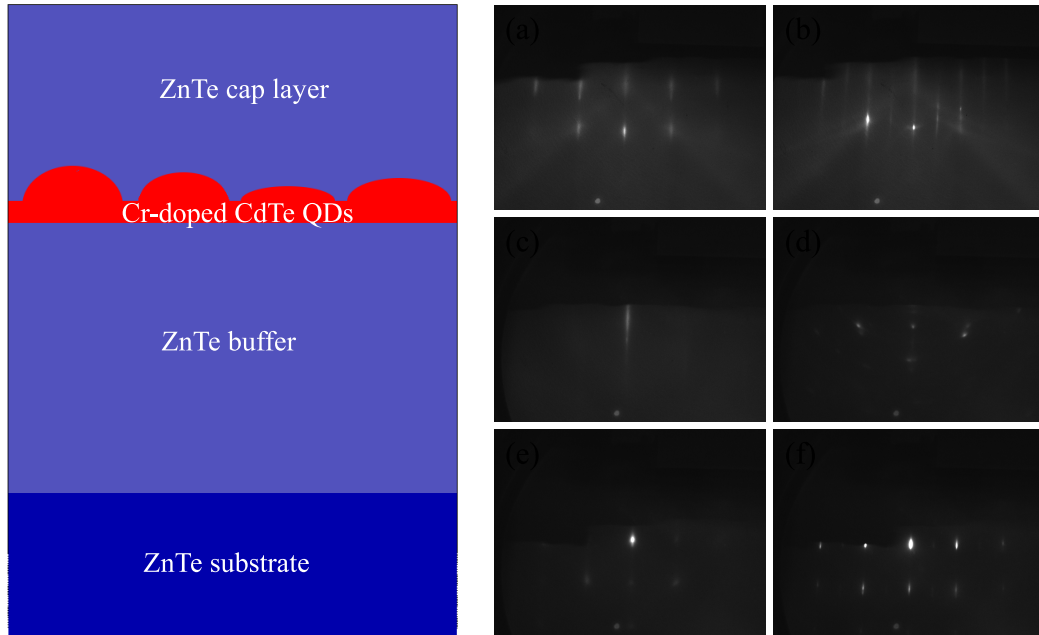 ZnTe cap layer
Cr-doped CdTe QDs
ZnTe buffer
ZnTe substrate
(a)
(b)
(c)
(d)
(e)
(f)